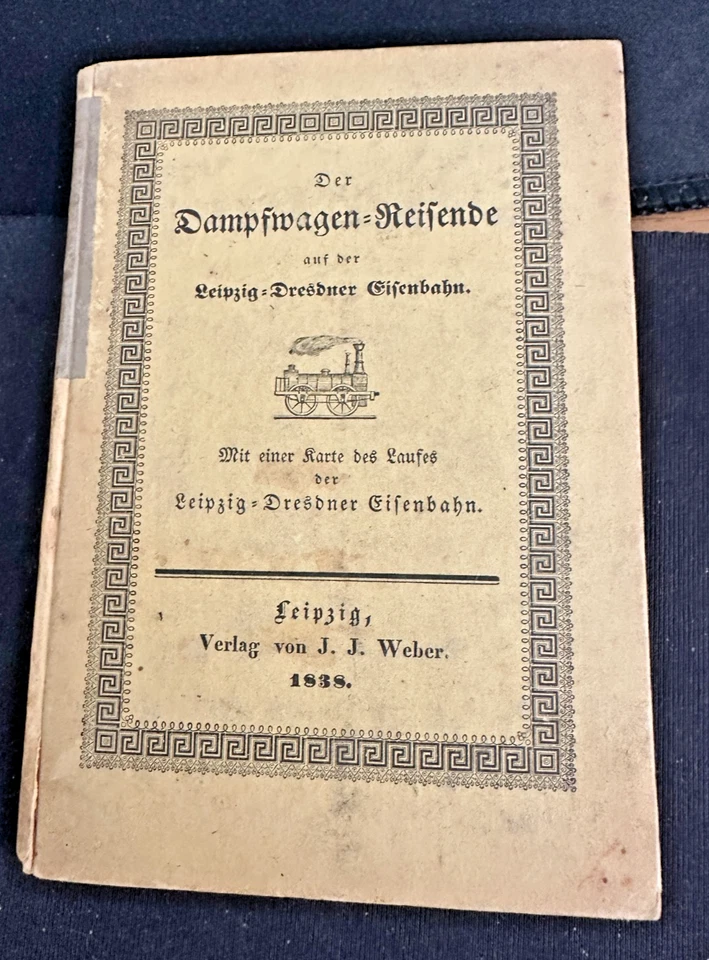 Der
Dampfwagen=Reisende
auf der
Leipzig=Dresdner Eisenbahn.
Mit einer Karte des Laufes
der
Leipzig=Dresdner Eisenbahn.
Leipzig,
Verlag von J. J. Weber.
1838.